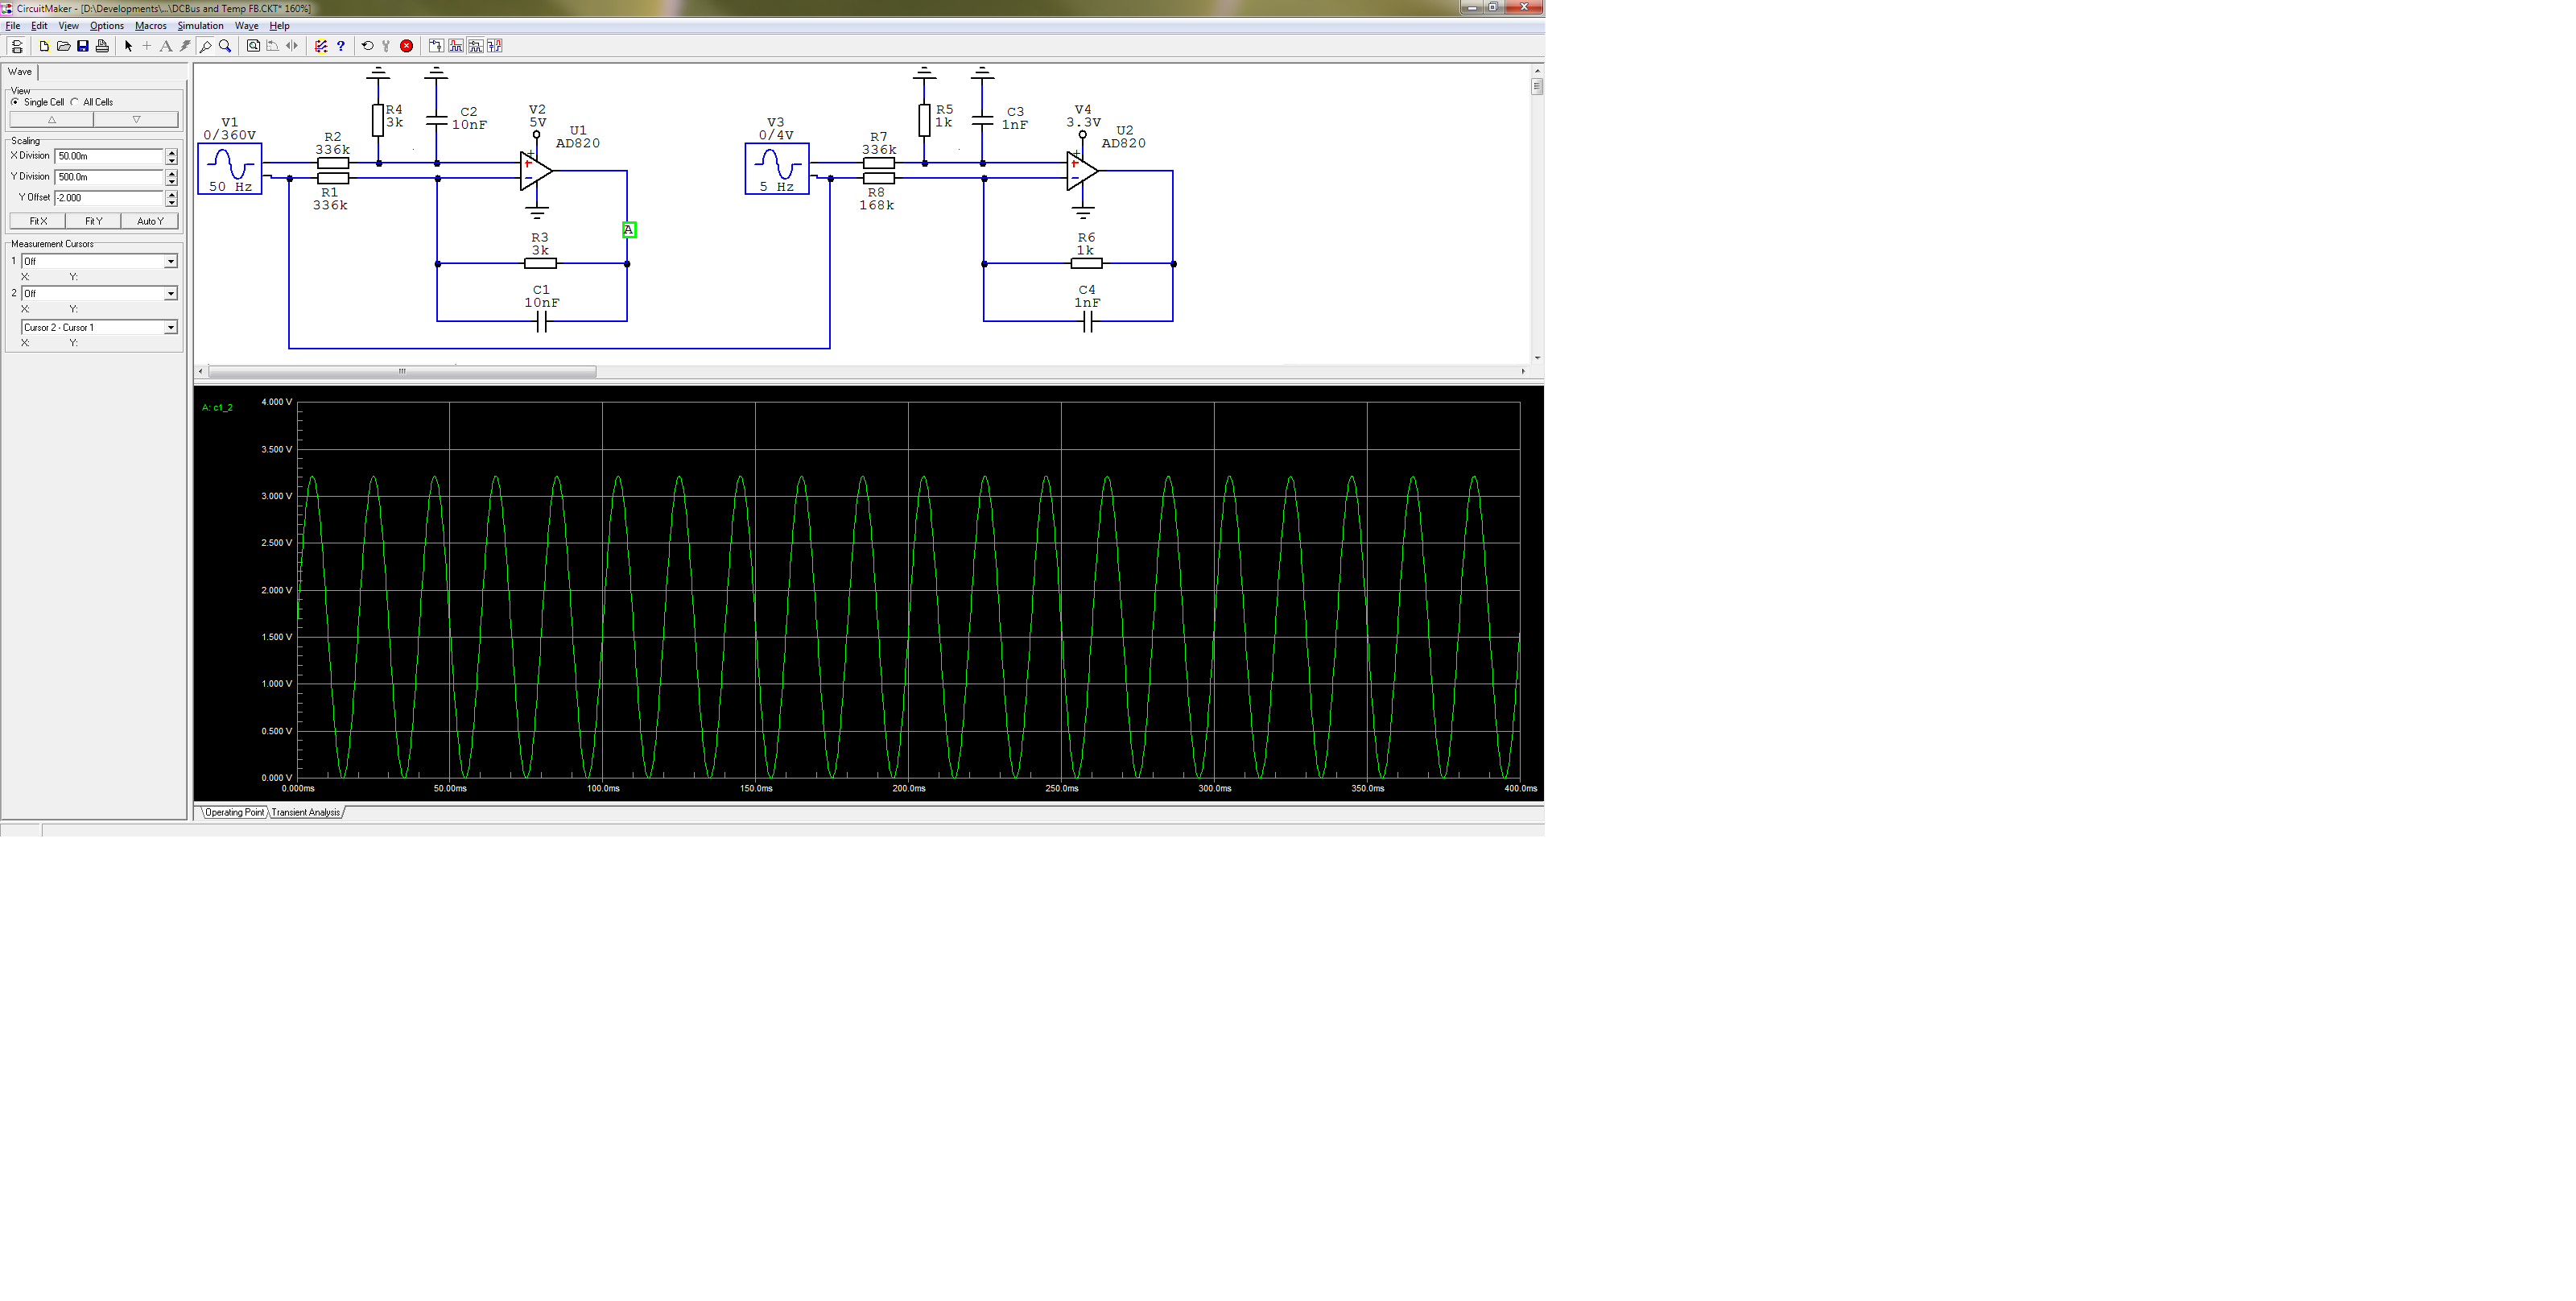 CircuitMaker - [D:\Developments\...\DCBus and Temp FB.CKT* 160%]
File Edit View Options Macros Simulation Wave Help
Wave
View
Single Cell All Cells
Scaling
X Division 50.00m
Y Division 500.0m
Y Offset -2.000
Fit X Fit Y Auto Y
Measurement Cursors
1 Off
X: Y:
2 Off
X: Y:
Cursor 2 - Cursor 1
X: Y:
V1
0/360V
50 Hz
R2
336k
R1
336k
R4
3k
C2
10nF
V2
5V
U1
AD820
A
R3
3k
C1
10nF
V3
0/4V
5 Hz
R7
336k
R8
168k
R5
1k
C3
1nF
V4
3.3V
U2
AD820
R6
1k
C4
1nF
A: c1_2
4.000 V
3.500 V
3.000 V
2.500 V
2.000 V
1.500 V
1.000 V
0.500 V
0.000 V
0.000ms 50.00ms 100.0ms 150.0ms 200.0ms 250.0ms 300.0ms 350.0ms 400.0ms
Operating Point Transient Analysis